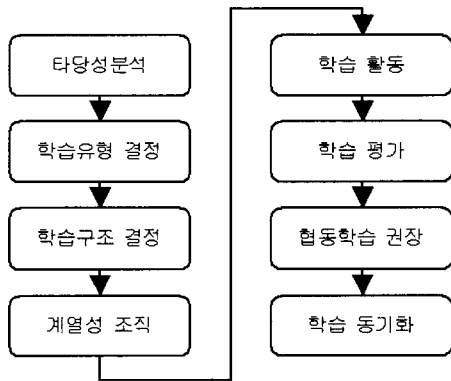 타당성분석
학습유형 결정
학습구조 결정
계열성 조직
학습 활동
학습 평가
협동학습 권장
학습 동기화